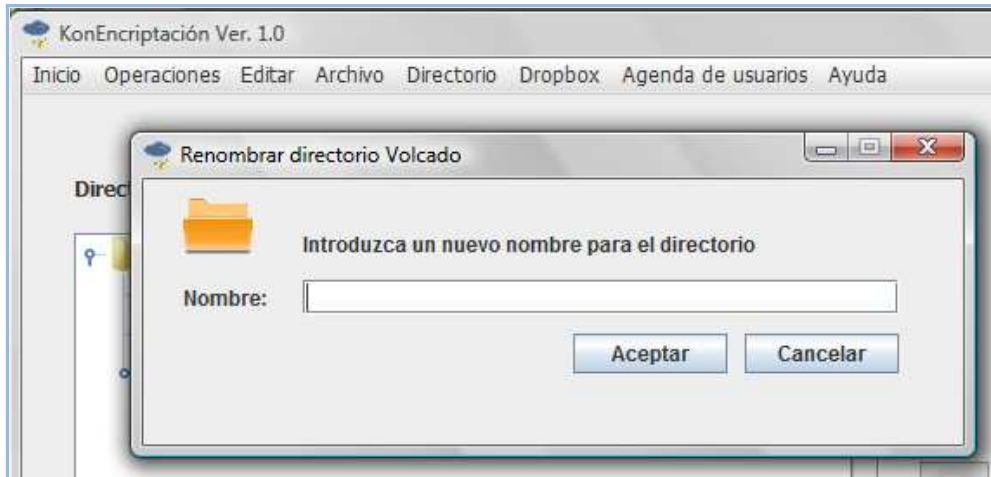 KonEncriptación Ver. 1.0
Inicio Operaciones Editar Archivo Directorio Dropbox Agenda de usuarios Ayuda
Renombrar directorio Volcado
Introduzca un nuevo nombre para el directorio
Nombre:
Aceptar Cancelar